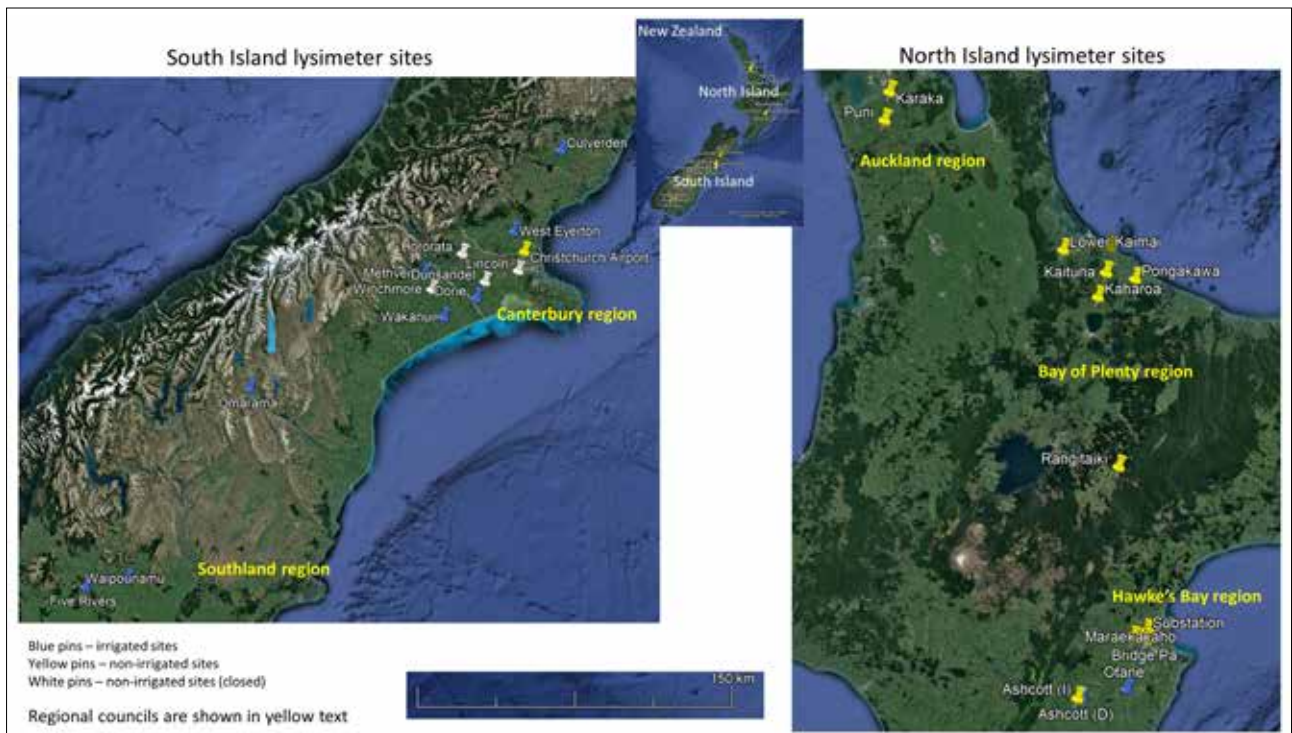 South Island lysimeter sites
Culverden
West Eyerton
Hororata
Christchurch Airport
Lincoln
Methven
Dunsandel
Winchmore
Dorie
Wakanui
Canterbury region
Omarama
Southland region
Waipounamu
Five Rivers
New Zealand
North Island
South Island
North Island lysimeter sites
Karaka
Puni
Auckland region
Lower Kaimai
Kaituna
Pongakawa
Kaharoa
Bay of Plenty region
Rangitaiki
Hawke's Bay region
Substation
Maraekakaho
Bridge Pa
Otane
Ashcott (I)
Ashcott (D)
Blue pins – irrigated sites
Yellow pins – non-irrigated sites
White pins – non-irrigated sites (closed)
Regional councils are shown in yellow text
150 km